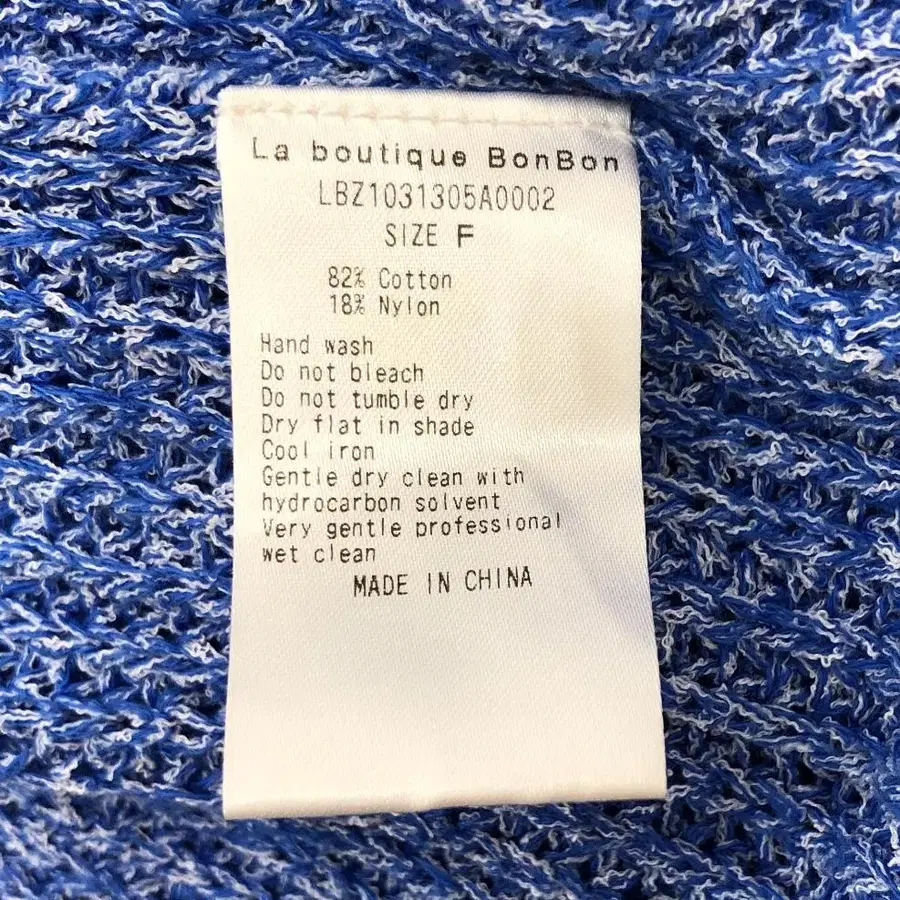 La boutique BonBon
LBZ1031305A0002
SIZE F
82% Cotton
18% Nylon
Hand wash
Do not bleach
Do not tumble dry
Dry flat in shade
Cool iron
Gentle dry clean with
hydrocarbon solvent
Very gentle professional
wet clean
MADE IN CHINA